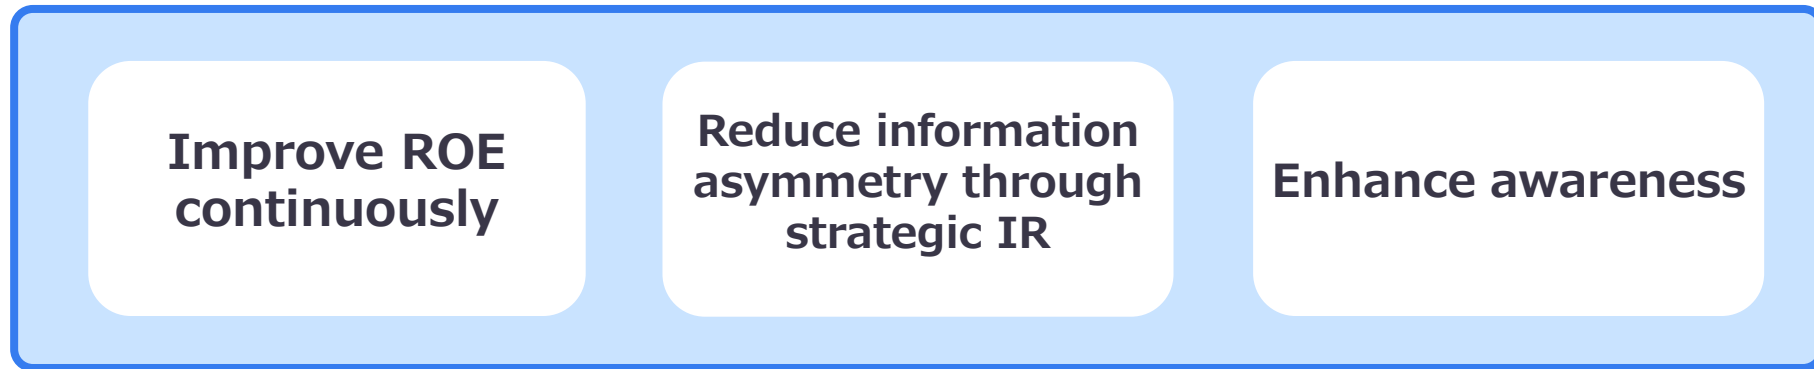 Improve ROE
continuously
Reduce information
asymmetry through
strategic IR
Enhance awareness